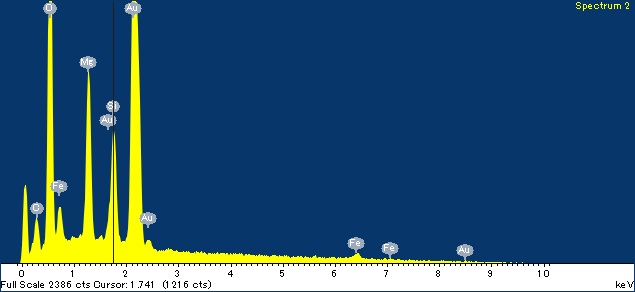 Spectrum 2
O
Au
Mg
Si
Au
Fe
C
Au
Fe
Fe
Au
0 1 2 3 4 5 6 7 8 9 10
Full Scale 2386 cts Cursor: 1.741 (1216 cts) keV